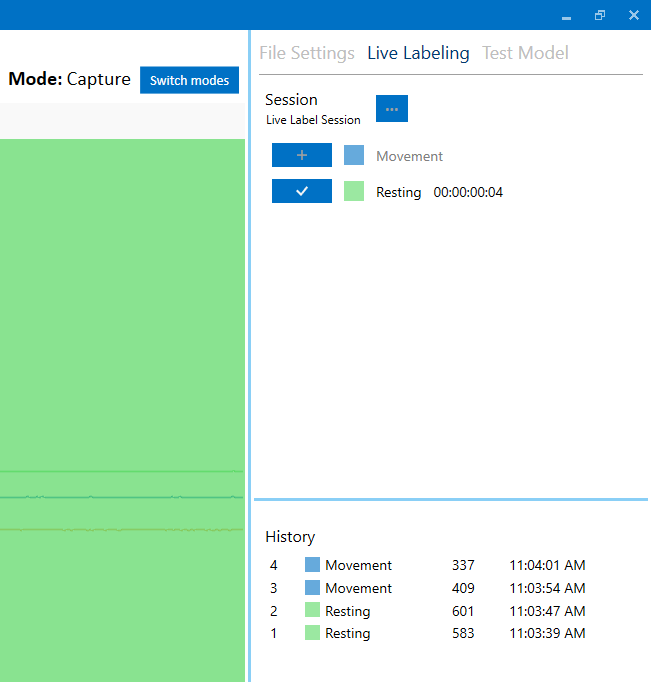 File Settings Live Labeling Test Model
Mode: Capture Switch modes
Session
Live Label Session
...
+ Movement
Resting 00:00:00:04
History
4 Movement 337 11:04:01 AM
3 Movement 409 11:03:54 AM
2 Resting 601 11:03:47 AM
1 Resting 583 11:03:39 AM